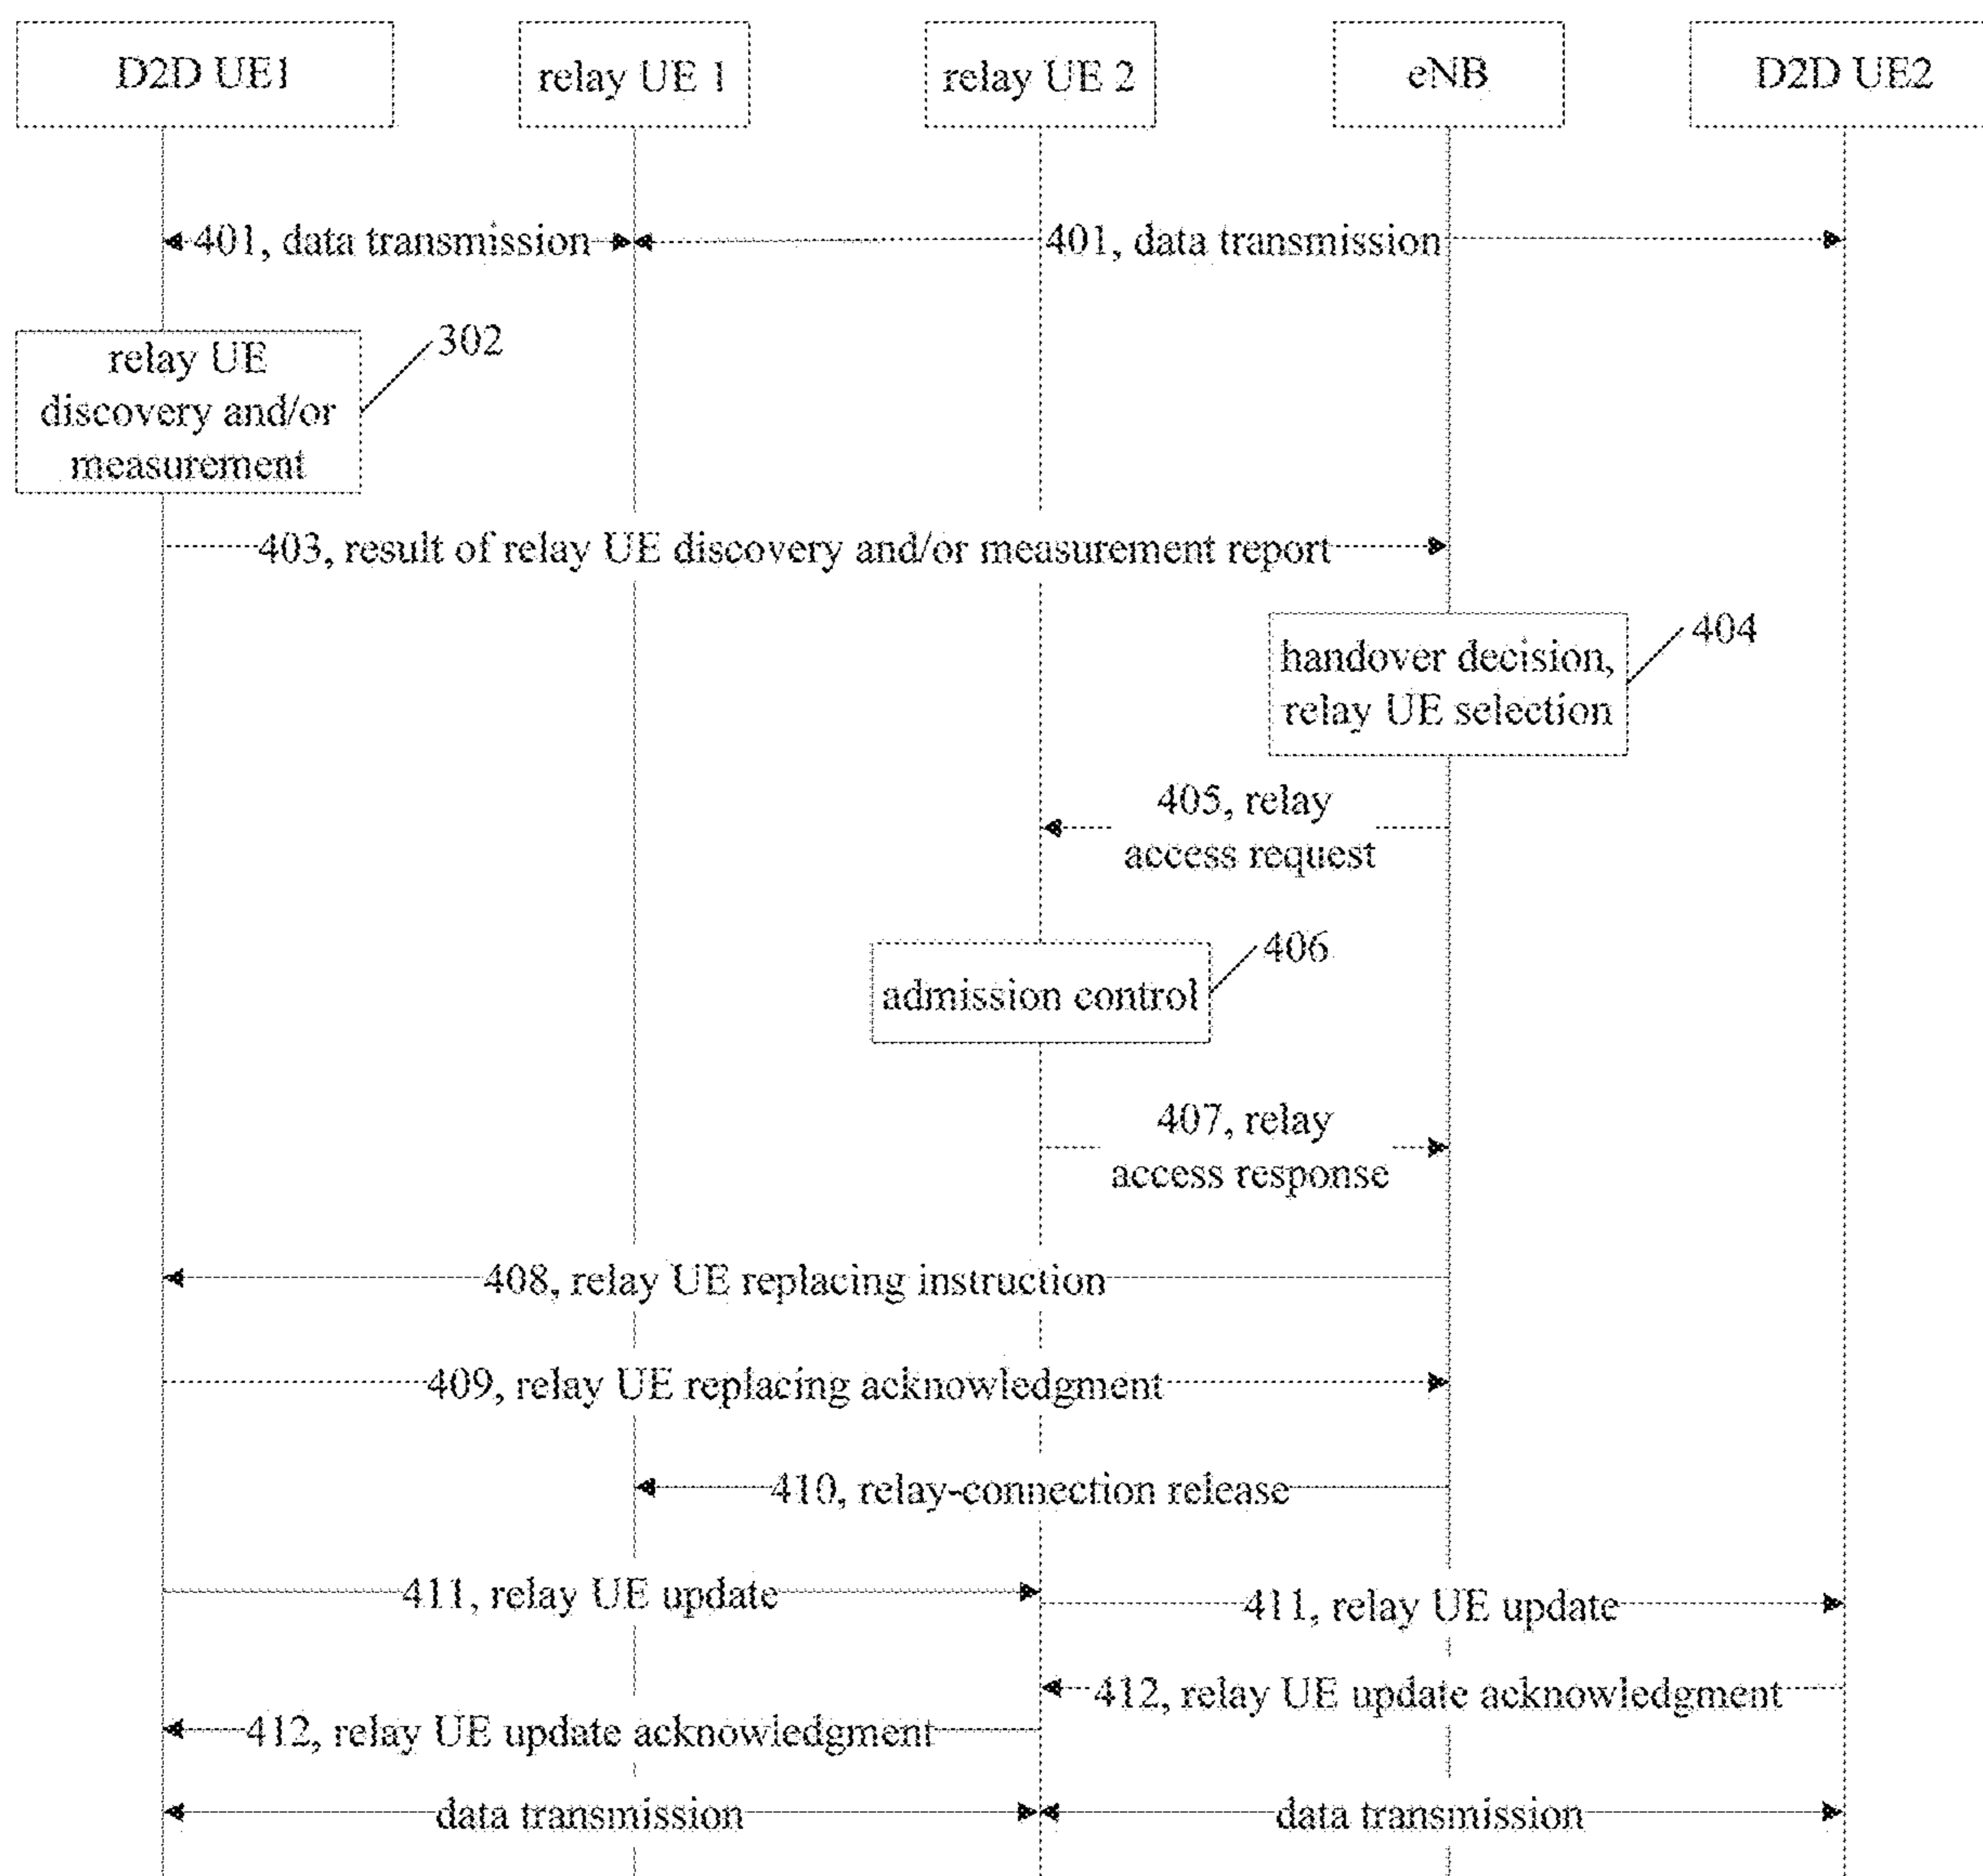 D2D UE1
relay UE 1
relay UE 2
eNB
D2D UE2
401, data transmission
401, data transmission
relay UE
discovery and/or
measurement
302
403, result of relay UE discovery and/or measurement report
handover decision,
relay UE selection
404
405, relay
access request
admission control
406
407, relay
access response
408, relay UE replacing instruction
409, relay UE replacing acknowledgment
410, relay-connection release
411, relay UE update
411, relay UE update
412, relay UE update acknowledgment
412, relay UE update acknowledgment
data transmission
data transmission